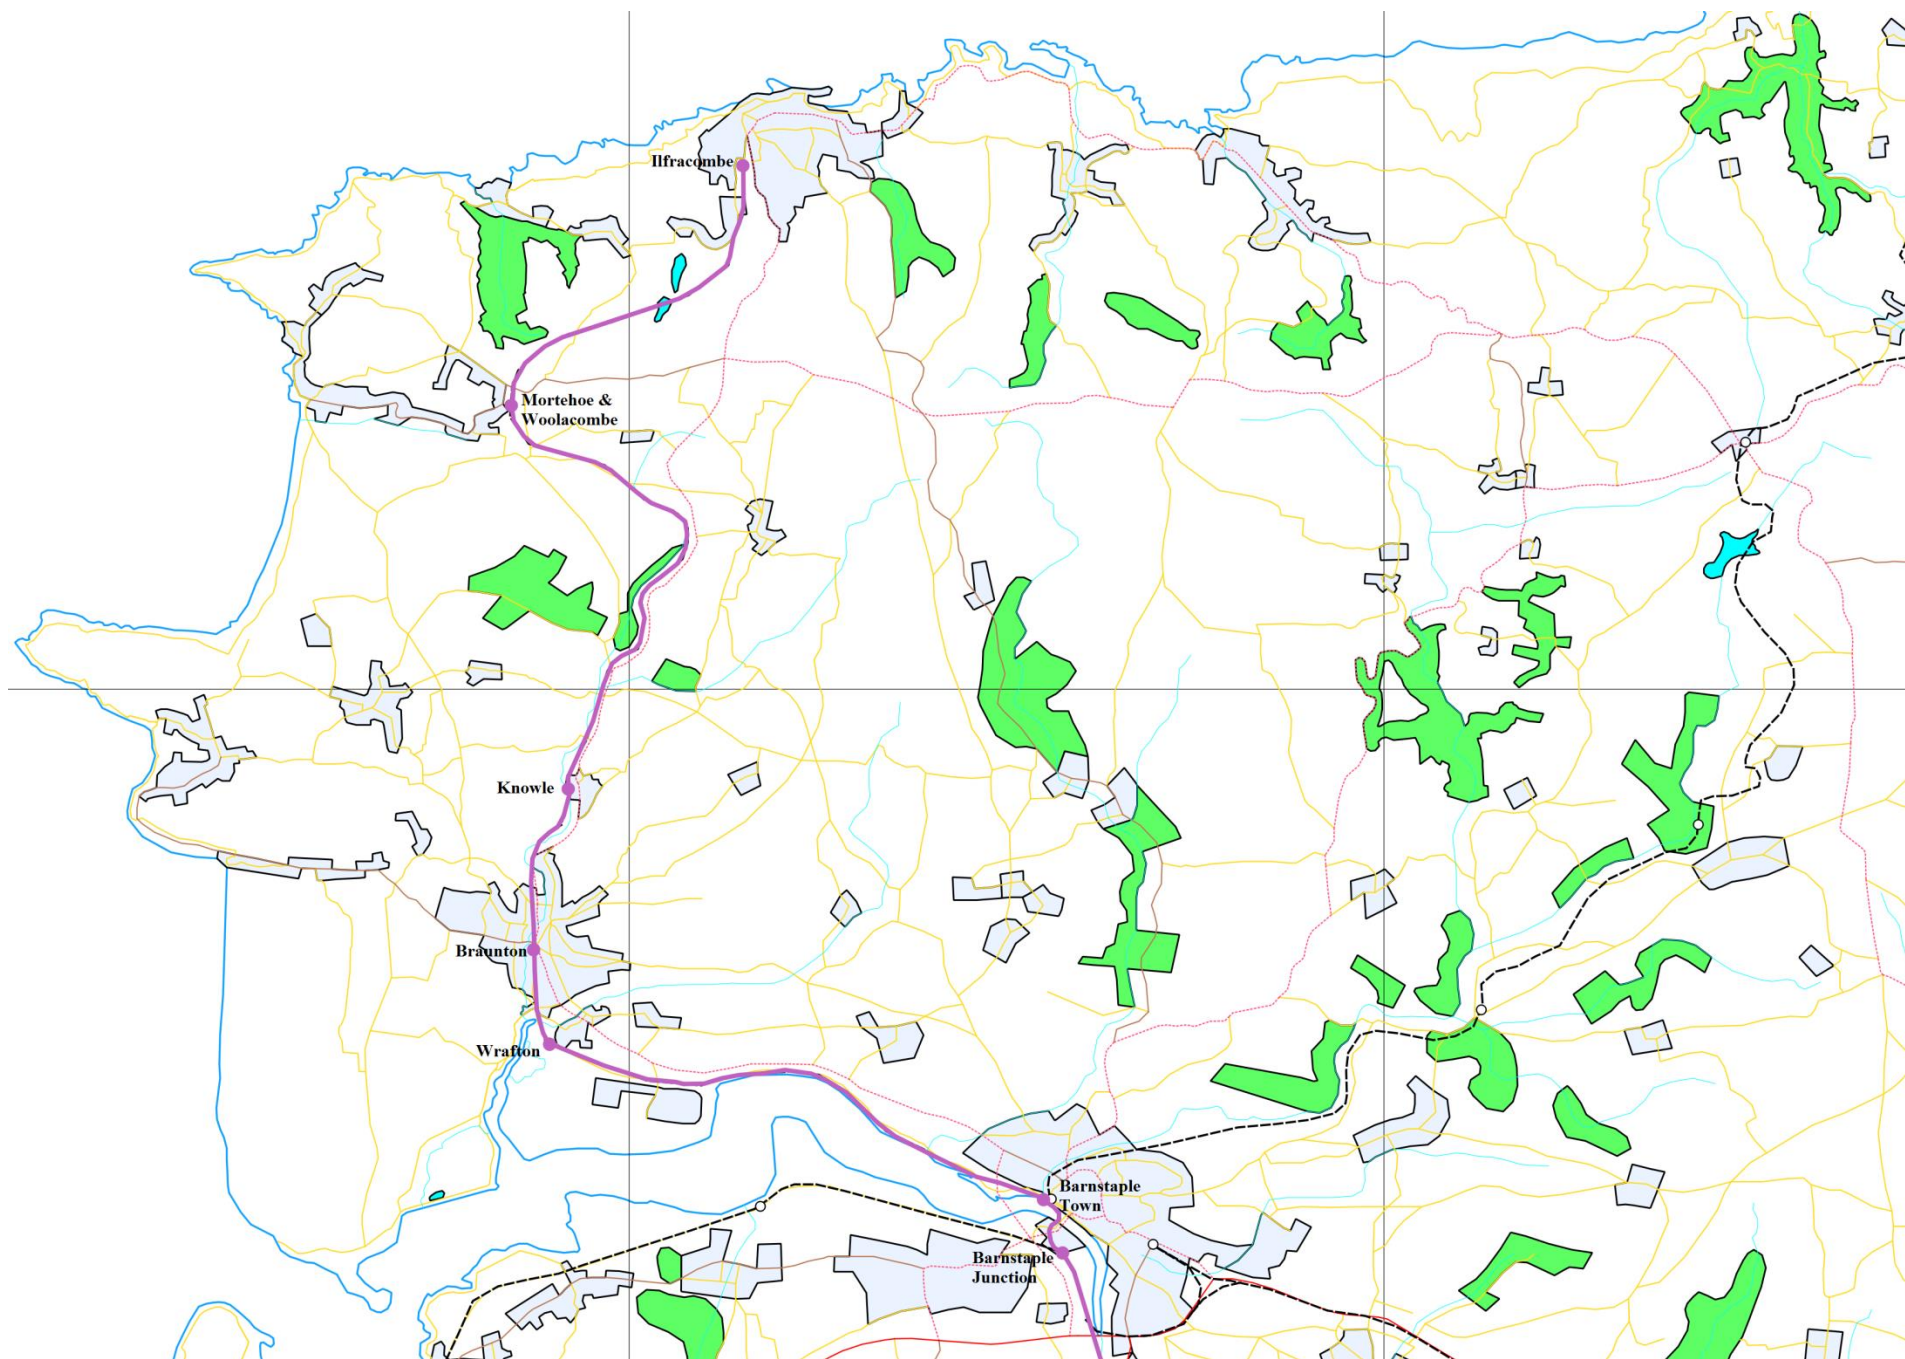 Ilfracombe
Mortehoe &
Woolacombe
Knowle
Braunton
Wrafton
Barnstaple
Town
Barnstaple
Junction